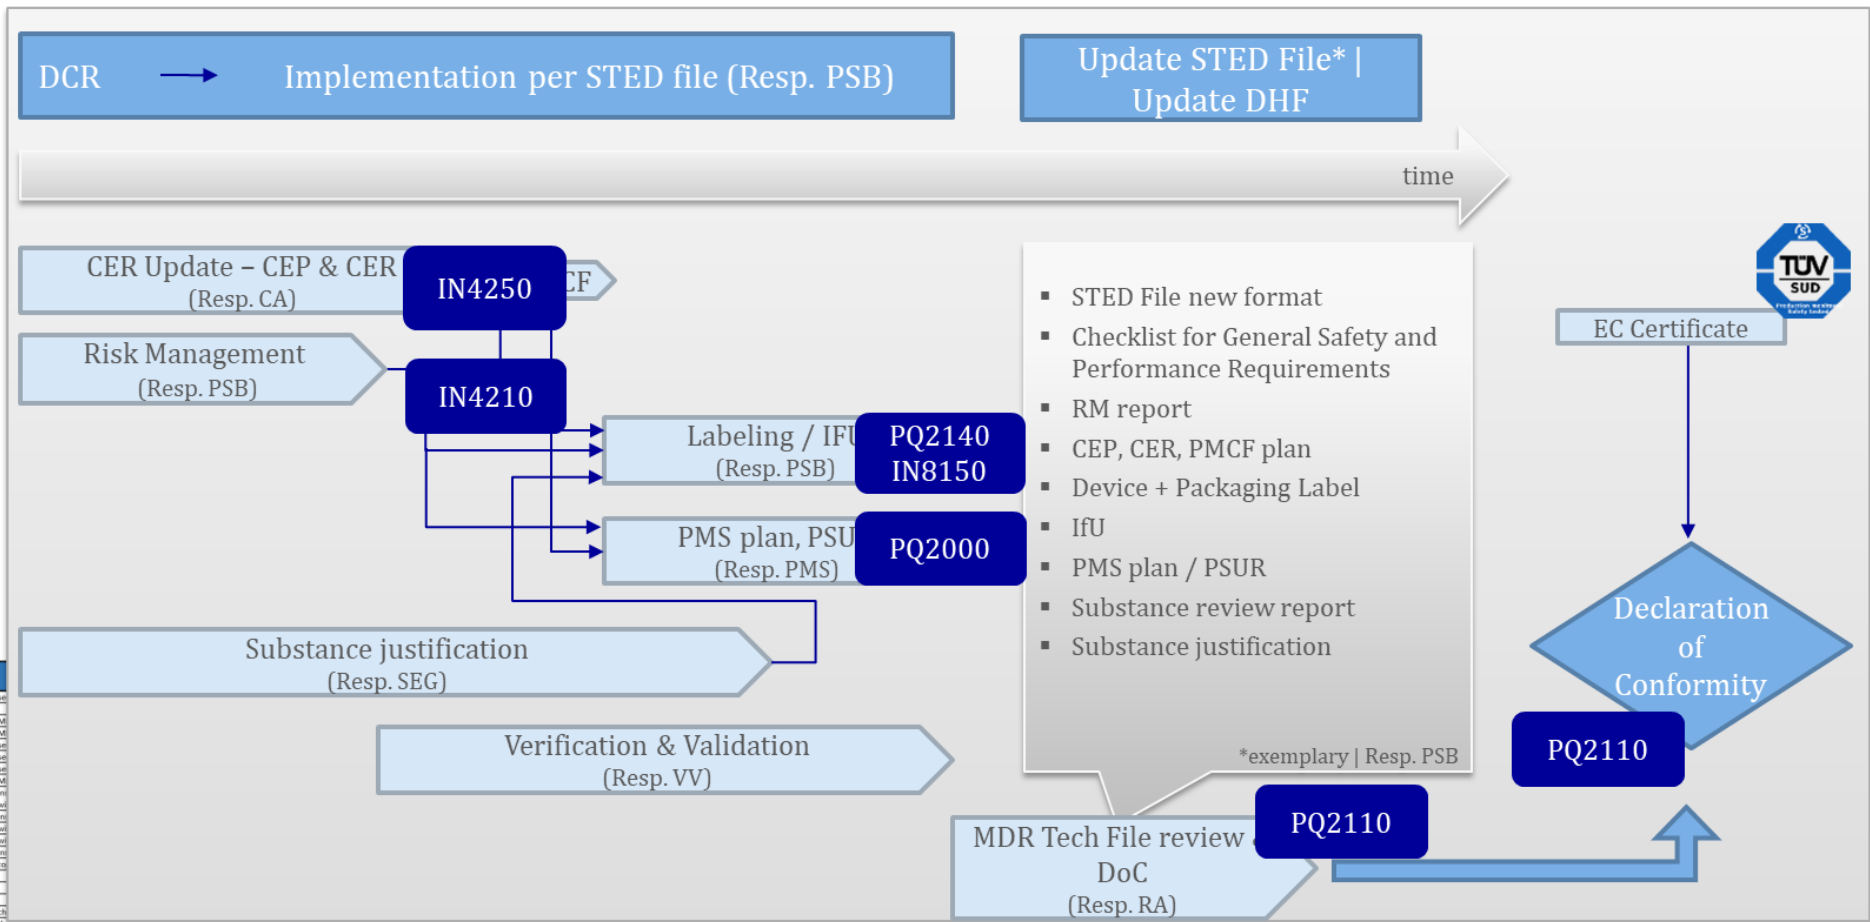 DCR
Implementation per STED file (Resp. PSB)
Update STED File* |
Update DHF
time
CER Update – CEP & CER
(Resp. CA)
IN4250
CF
Risk Management
(Resp. PSB)
IN4210
Labeling / IFU
(Resp. PSB)
PQ2140
IN8150
PMS plan, PSU
(Resp. PMS)
PQ2000
Substance justification
(Resp. SEG)
Verification & Validation
(Resp. VV)
▪ STED File new format
▪ Checklist for General Safety and
Performance Requirements
▪ RM report
▪ CEP, CER, PMCF plan
▪ Device + Packaging Label
▪ IfU
▪ PMS plan / PSUR
▪ Substance review report
▪ Substance justification
*exemplary | Resp. PSB
MDR Tech File review
DoC
(Resp. RA)
PQ2110
TÜV
SUD
EC Certificate
Declaration
of
Conformity
PQ2110